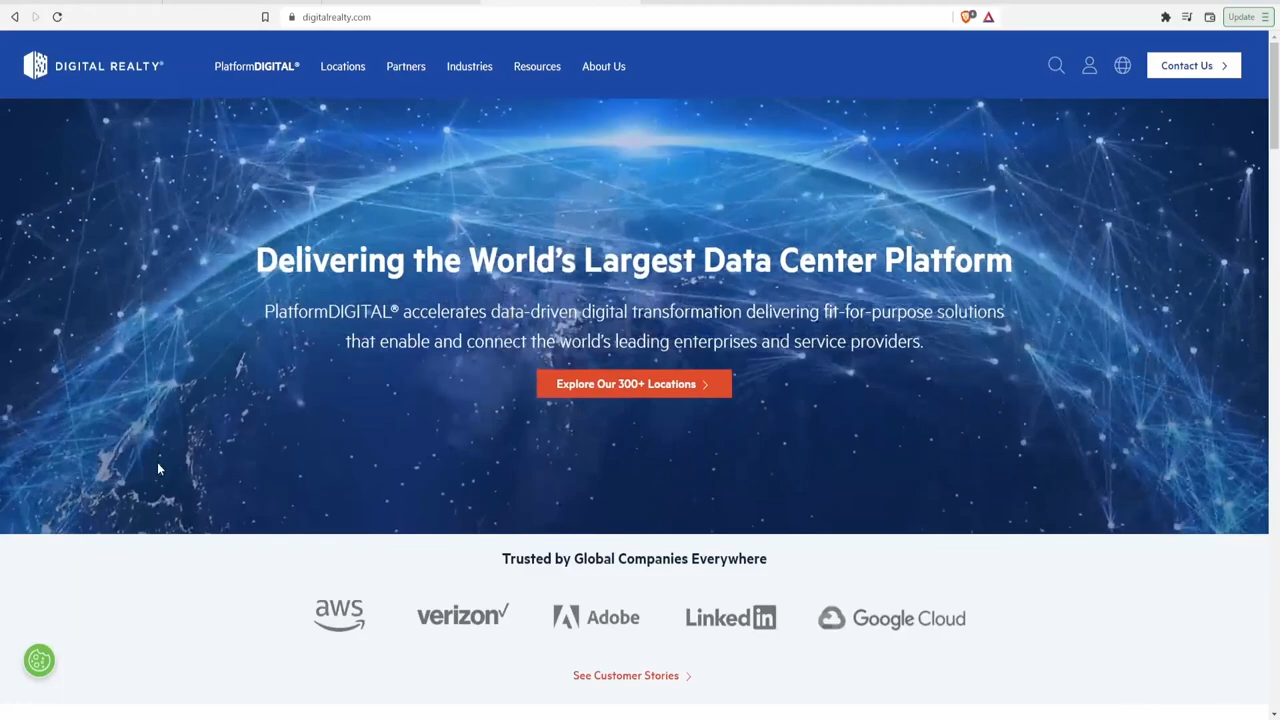 digitalrealty.com
Update
DIGITAL REALTY®
PlatformDIGITAL®
Locations
Partners
Industries
Resources
About Us
Contact Us
Delivering the World's Largest Data Center Platform
PlatformDIGITAL® accelerates data-driven digital transformation delivering fit-for-purpose solutions
that enable and connect the world's leading enterprises and service providers.
Explore Our 300+ Locations
Trusted by Global Companies Everywhere
aws
verizon
Adobe
Linkedin
Google Cloud
See Customer Stories